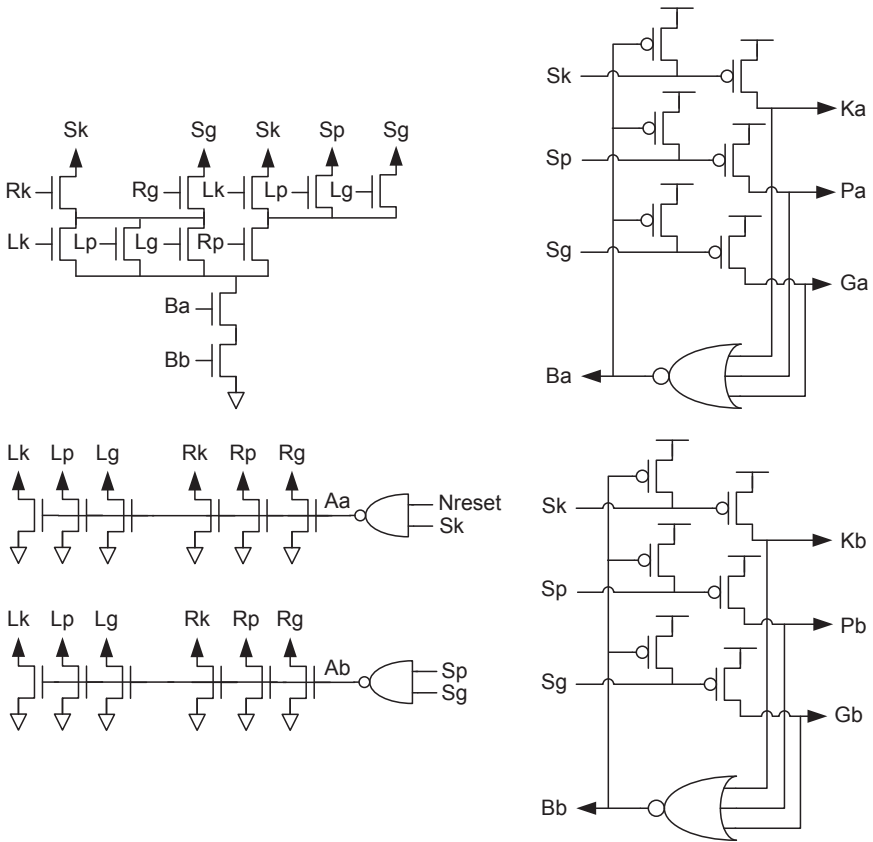 Sk Sg Sk Sp Sg
Rk Rg Lk Lp Lg
Lk Lp Lg Rp
Ba
Bb
Lk Lp Lg Rk Rp Rg
Aa
Nreset
Sk
Lk Lp Lg Rk Rp Rg
Ab
Sp
Sg
Sk
Ka
Sp
Pa
Sg
Ga
Ba
Sk
Kb
Sp
Pb
Sg
Gb
Bb